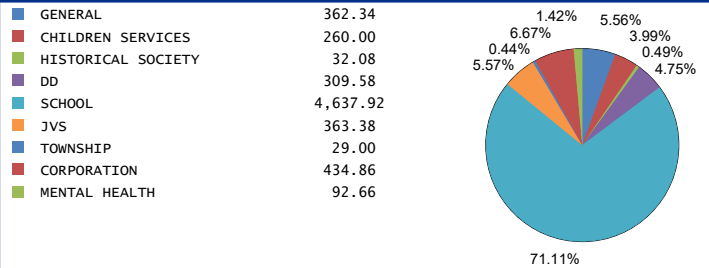 GENERAL 362.34
CHILDREN SERVICES 260.00
HISTORICAL SOCIETY 32.08
DD 309.58
SCHOOL 4,637.92
JVS 363.38
TOWNSHIP 29.00
CORPORATION 434.86
MENTAL HEALTH 92.66
1.42%
5.56%
6.67%
3.99%
0.44%
0.49%
5.57%
4.75%
71.11%